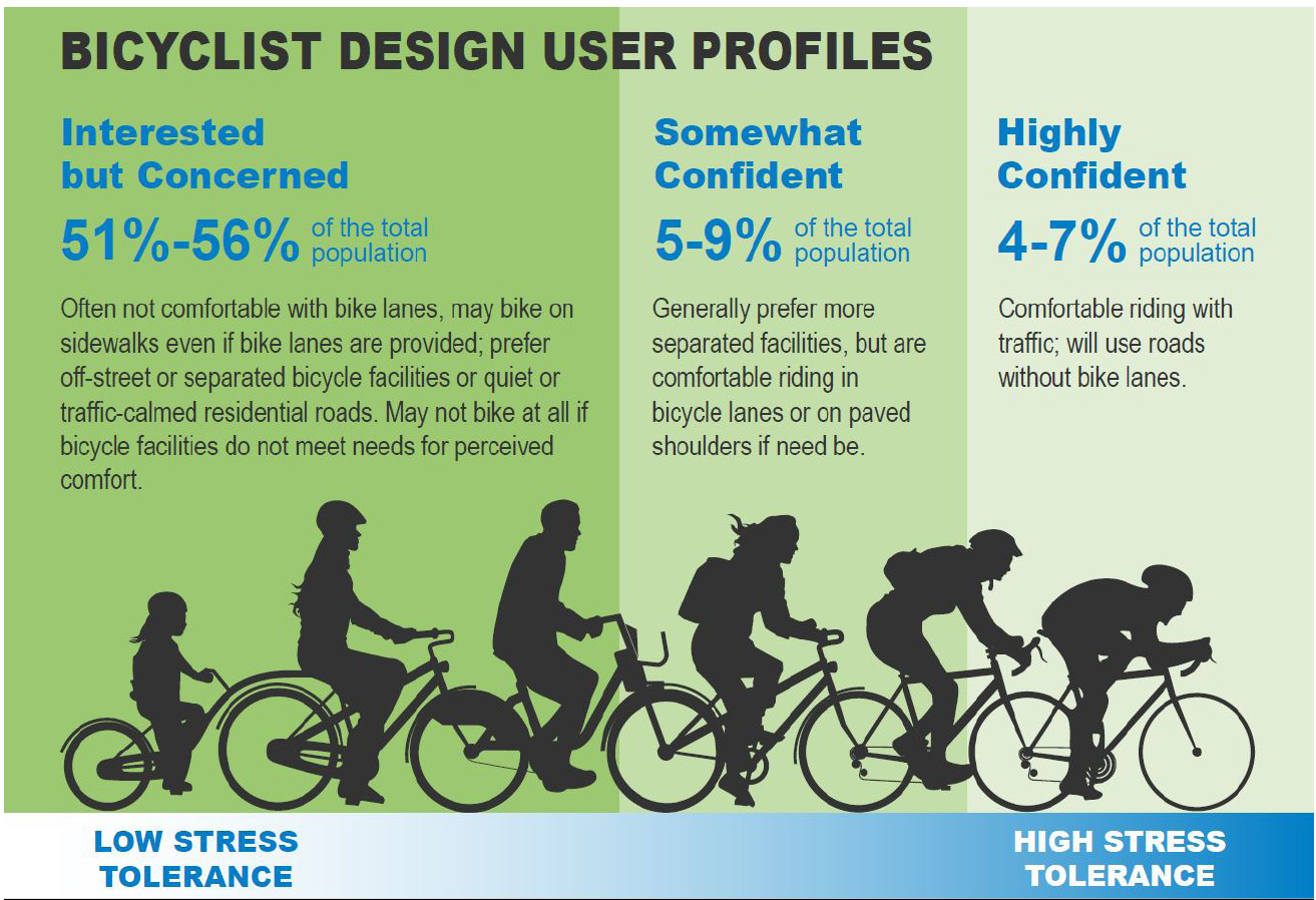 BICYCLIST DESIGN USER PROFILES
Interested
but Concerned
51%-56% of the total
population
Often not comfortable with bike lanes, may bike on
sidewalks even if bike lanes are provided; prefer
off-street or separated bicycle facilities or quiet or
traffic-calmed residential roads. May not bike at all if
bicycle facilities do not meet needs for perceived
comfort.
Somewhat
Confident
5-9% of the total
population
Generally prefer more
separated facilities, but are
comfortable riding in
bicycle lanes or on paved
shoulders if need be.
Highly
Confident
4-7% of the total
population
Comfortable riding with
traffic; will use roads
without bike lanes.
LOW STRESS
TOLERANCE
HIGH STRESS
TOLERANCE